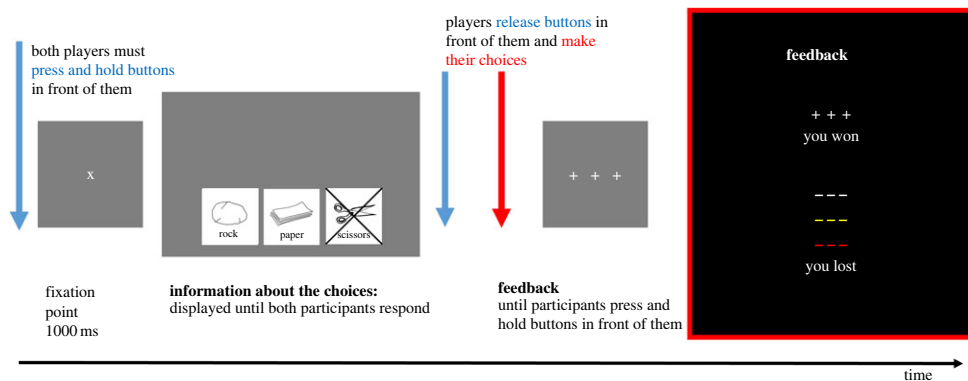 both players must
press and hold buttons
in front of them
x
rock
paper
scissors
players release buttons in
front of them and make
their choices
+ + +
feedback
+ + +
you won
– – –
– – –
– – –
you lost
fixation
point
1000 ms
information about the choices:
displayed until both participants respond
feedback
until participants press and
hold buttons in front of them
time